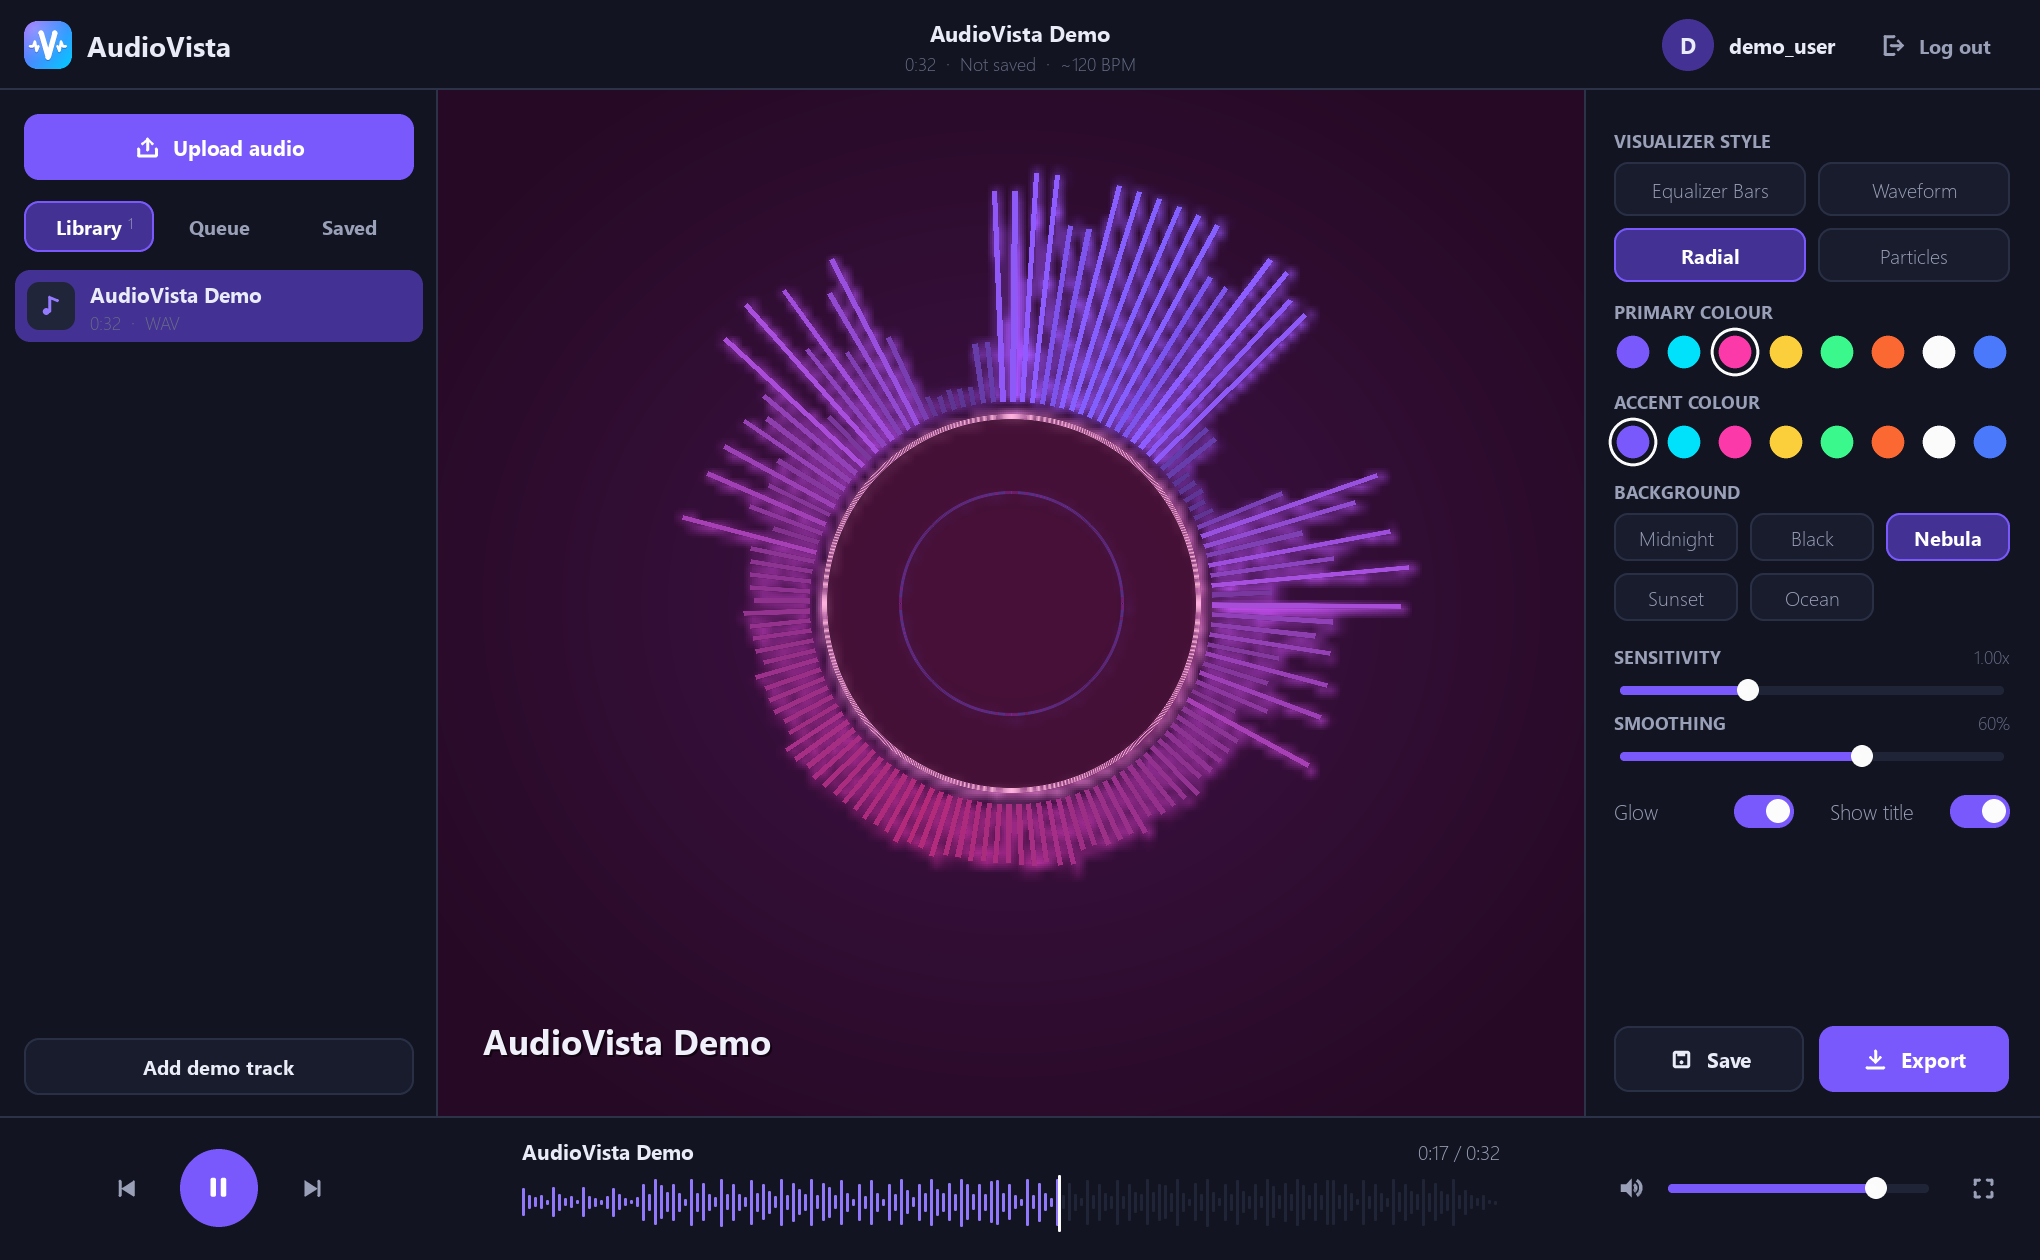 AudioVista
AudioVista Demo
0:32 · Not saved · ~120 BPM
D
demo_user
Log out
Upload audio
Library 1
Queue
Saved
AudioVista Demo
0:32 · WAV
Add demo track
AudioVista Demo
VISUALIZER STYLE
Equalizer Bars
Waveform
Radial
Particles
PRIMARY COLOUR
ACCENT COLOUR
BACKGROUND
Midnight
Black
Nebula
Sunset
Ocean
SENSITIVITY
1.00x
SMOOTHING
60%
Glow
Show title
Save
Export
AudioVista Demo
0:17 / 0:32